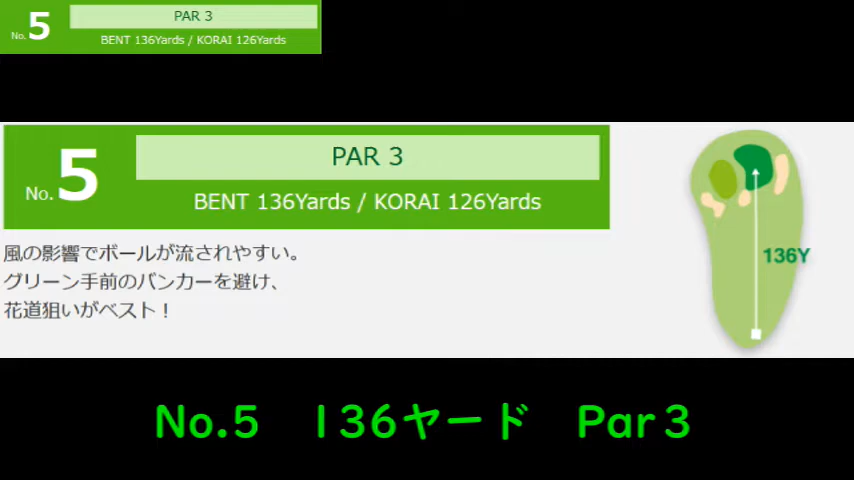 No. 5
PAR 3
BENT 136Yards / KORAI 126Yards
No. 5
PAR 3
BENT 136Yards / KORAI 126Yards
風の影響でボールが流されやすい。
グリーン手前のバンカーを避け、
花道狙いがベスト！
136Y
No.5　136ヤード　Par3